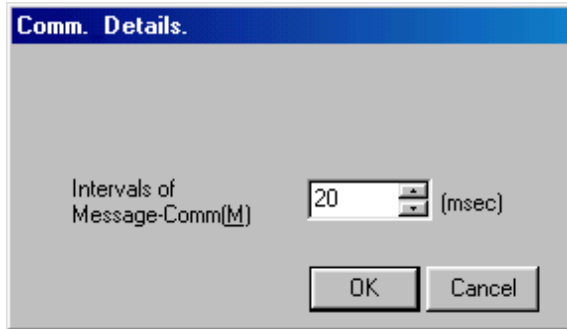 Comm. Details.
Intervals of
Message-Comm(M)
20
(msec)
OK
Cancel